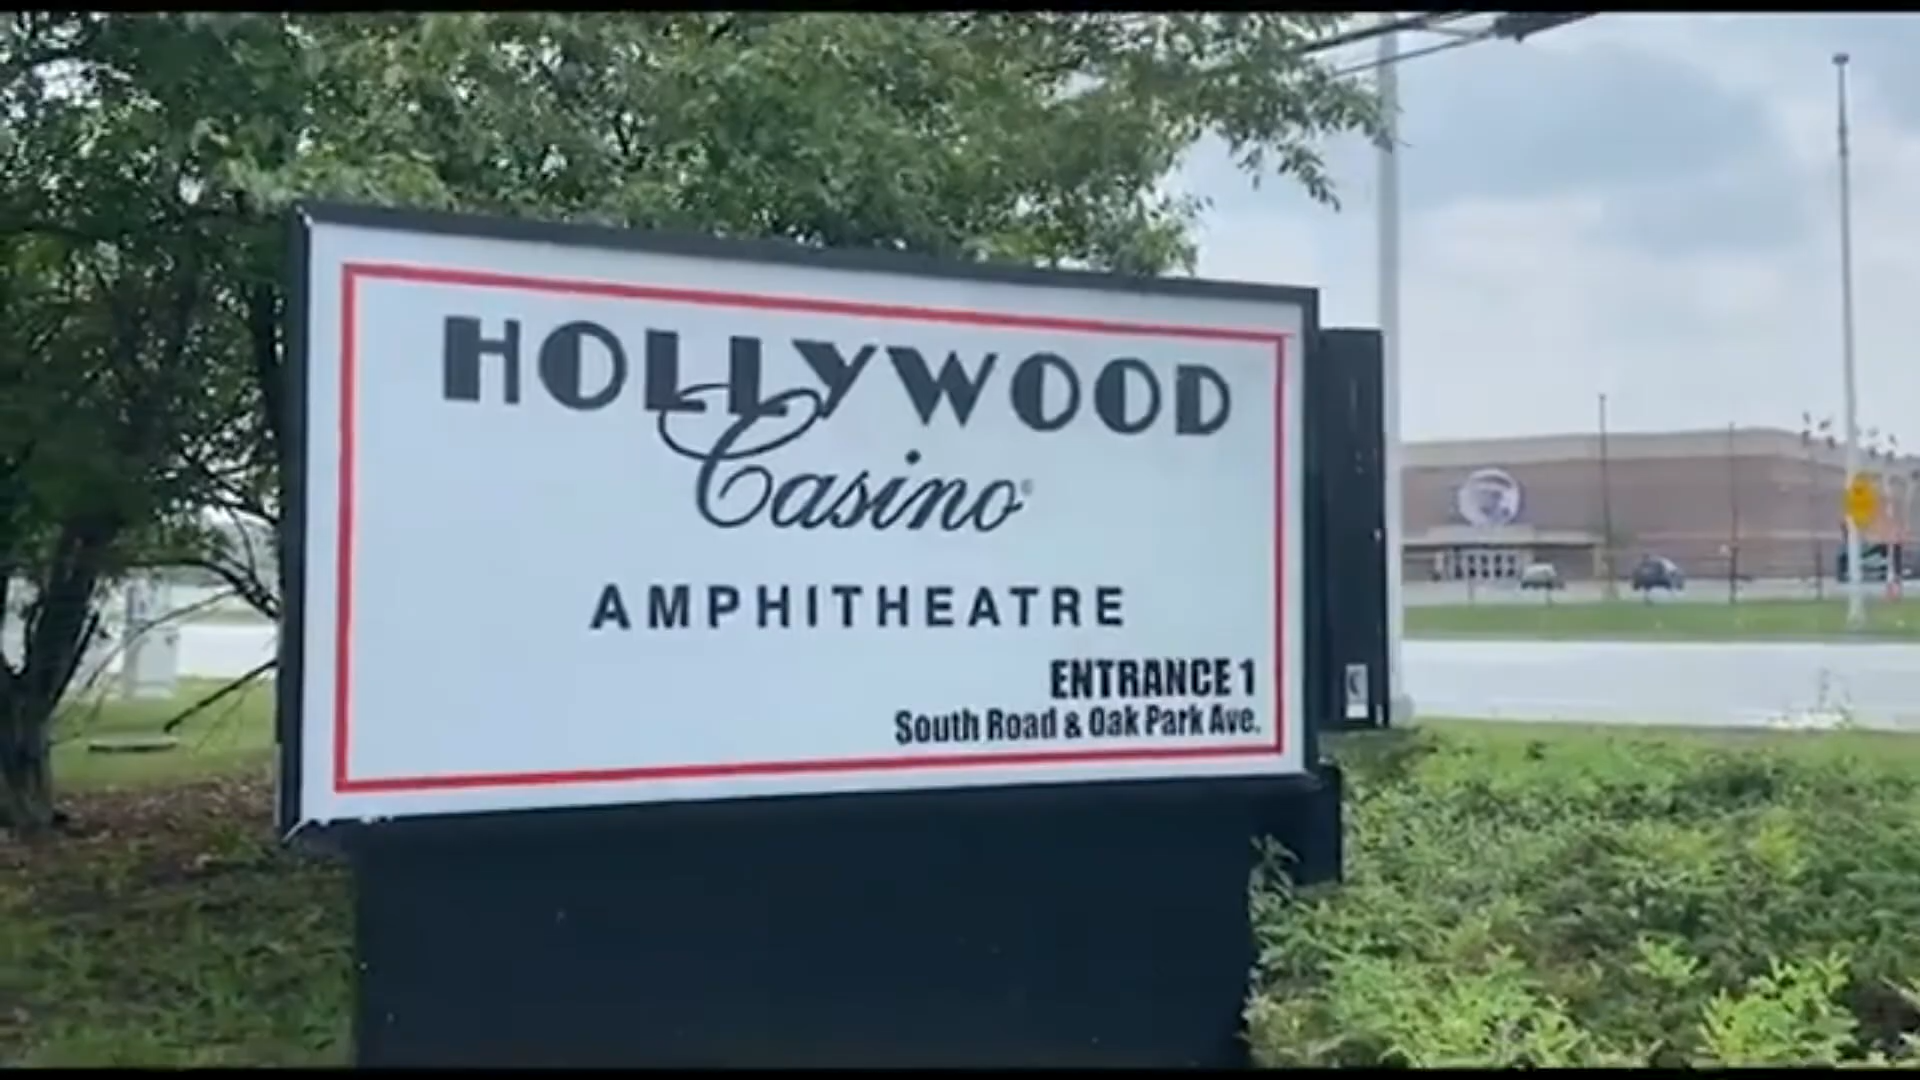 HOLLYWOOD
Casino®
AMPHITHEATRE
ENTRANCE 1
South Road & Oak Park Ave.